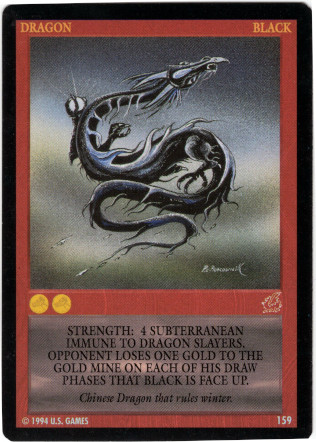 DRAGON BLACK
STRENGTH: 4 SUBTERRANEAN
IMMUNE TO DRAGON SLAYERS,
OPPONENT LOSES ONE GOLD TO THE
GOLD MINE ON EACH OF HIS DRAW
PHASES THAT BLACK IS FACE UP.
Chinese Dragon that rules winter.
© 1994 U.S. GAMES 159